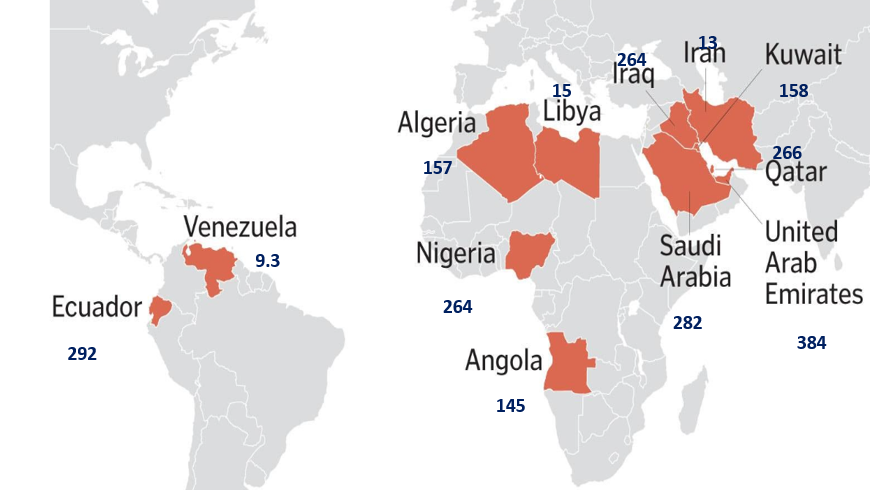 13
Iran
264
Iraq
Kuwait
158
15
Libya
Algeria
157
266
Qatar
Venezuela
9.3
Nigeria
264
Saudi
Arabia
282
United
Arab
Emirates
384
Ecuador
292
Angola
145